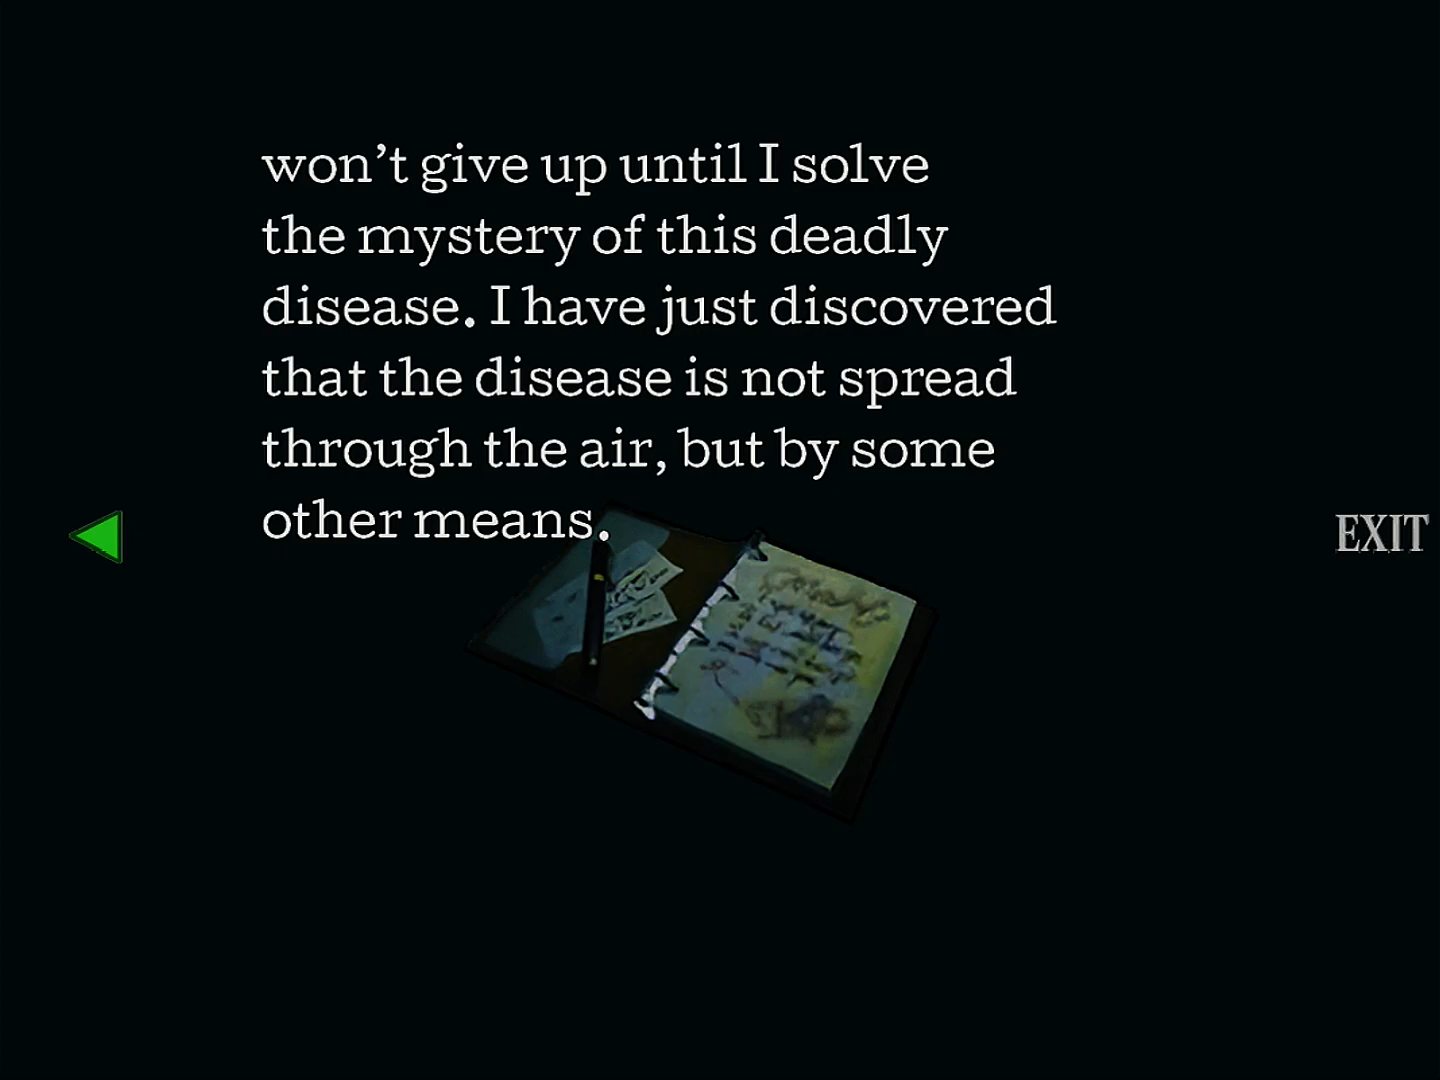 won’t give up until I solve
the mystery of this deadly
disease. I have just discovered
that the disease is not spread
through the air, but by some
other means.
EXIT